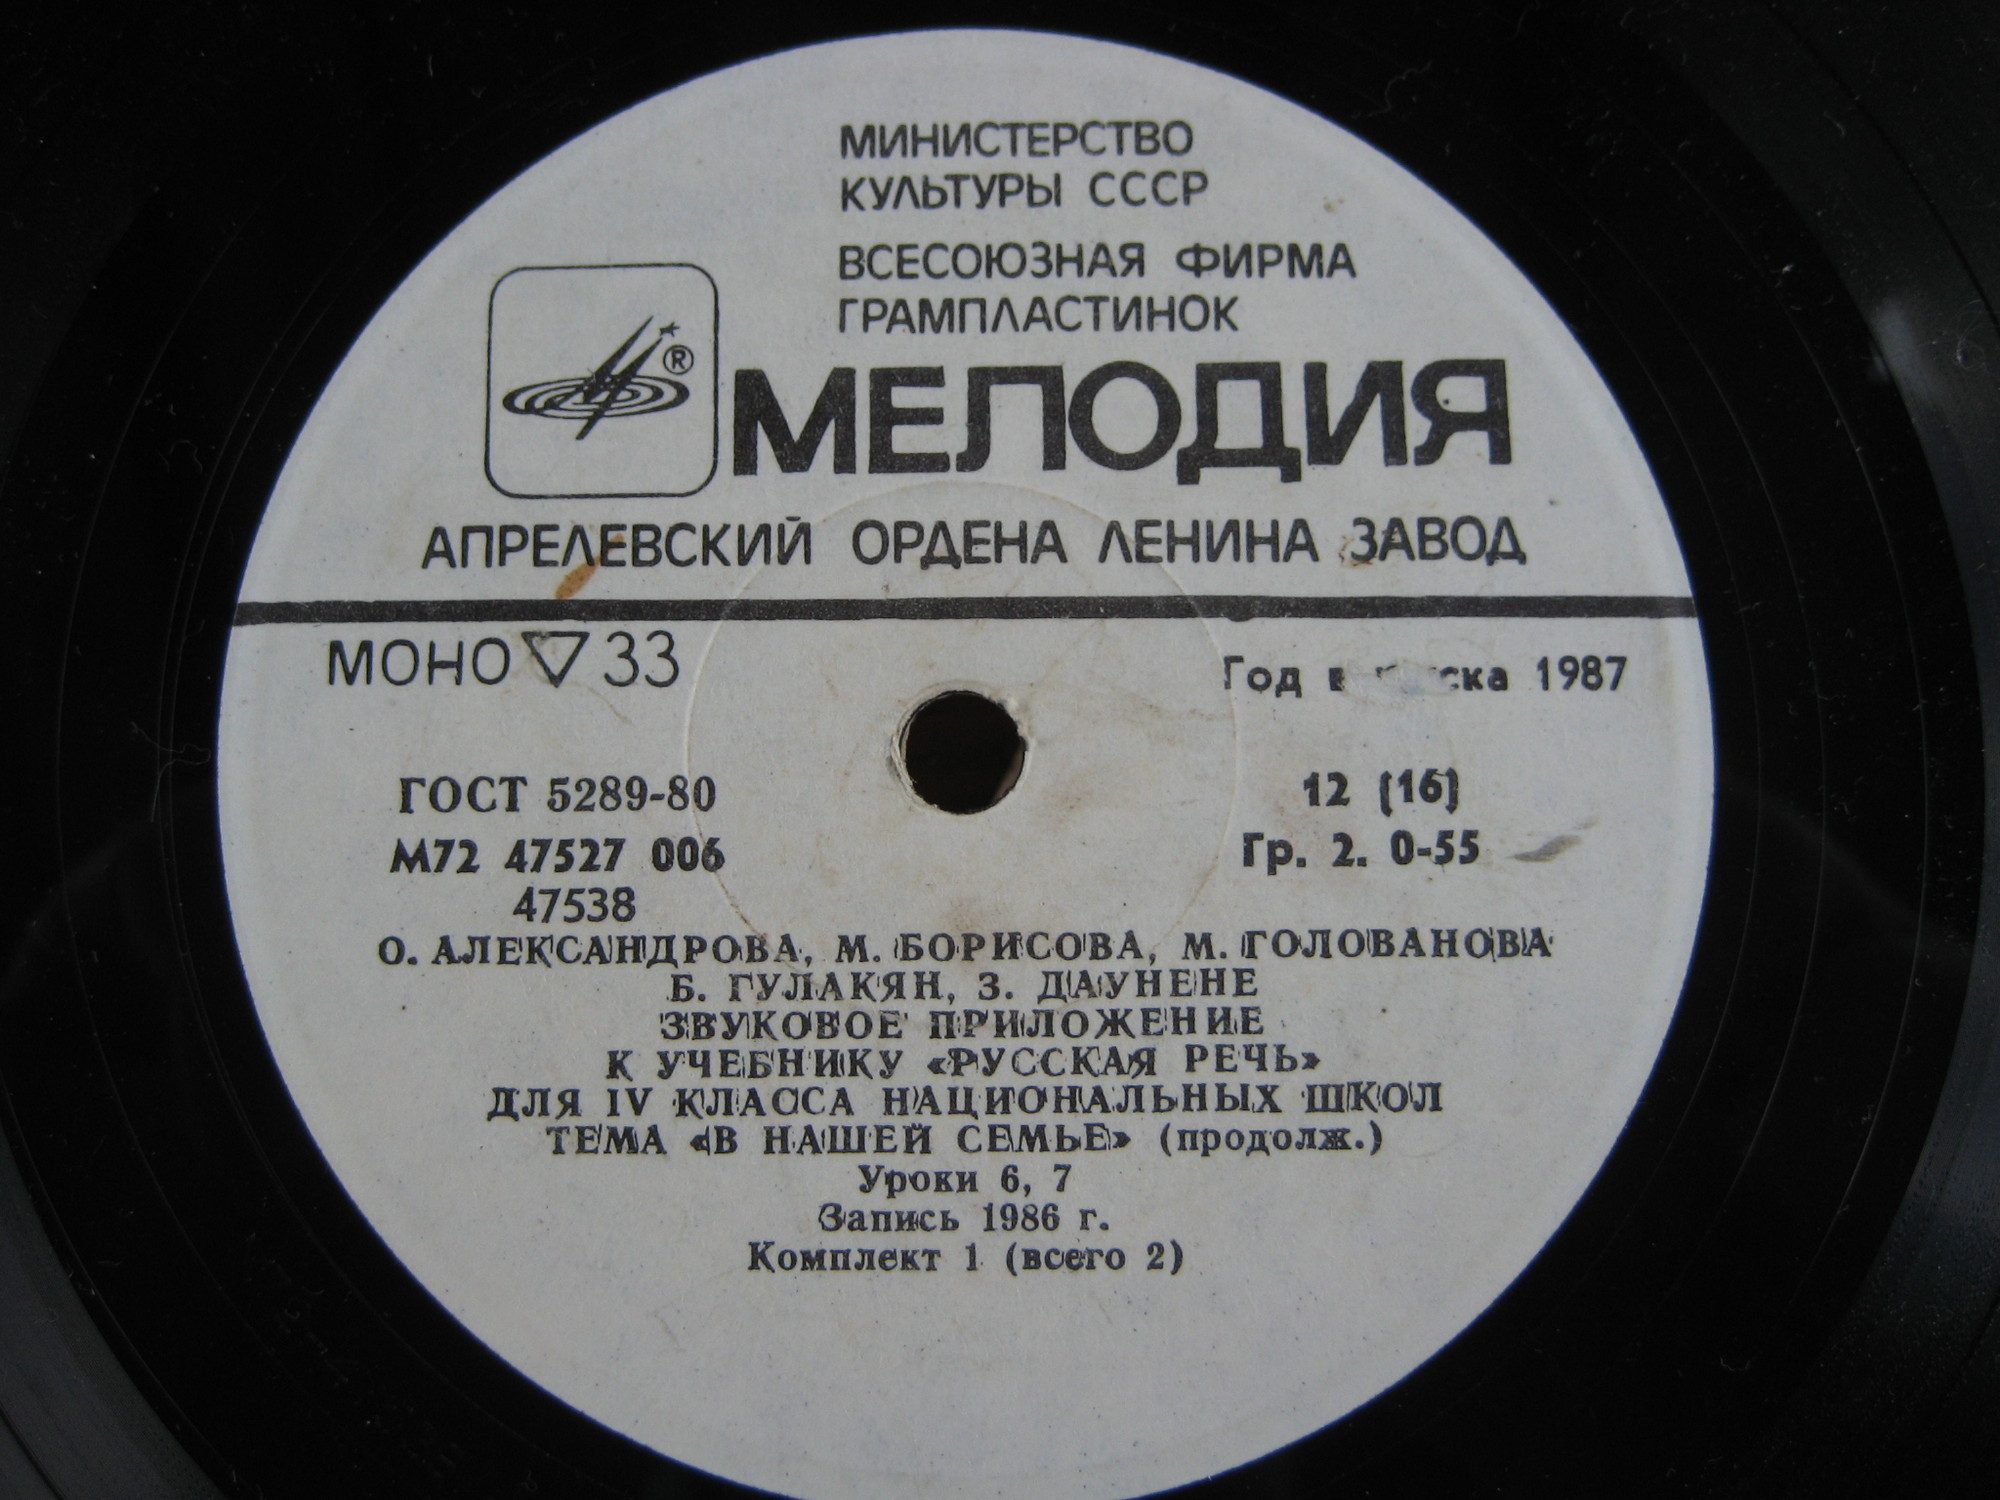 МИНИСТЕРСТВО
КУЛЬТУРЫ СССР
ВСЕСОЮЗНАЯ ФИРМА
ГРАМПЛАСТИНОК
®
МЕЛОДИЯ
АПРЕЛЕВСКИЙ ОРДЕНА ЛЕНИНА ЗАВОД
МОНО ▽ 33
Год 1987
ГОСТ 5289-80
12 (16)
М72 47527 006
Гр. 2. 0-55
47538
О. АЛЕКСАНДРОВА, М. БОРИСОВА, М. ГОЛОВАНОВА
Б. ГУЛАКЯН, З. ДАУНЕНЕ
ЗВУКОВОЕ ПРИЛОЖЕНИЕ
К УЧЕБНИКУ «РУССКАЯ РЕЧЬ»
ДЛЯ IV КЛАССА НАЦИОНАЛЬНЫХ ШКОЛ
ТЕМА «В НАШЕЙ СЕМЬЕ» (продолж.)
Уроки 6, 7
Запись 1986 г.
Комплект 1 (всего 2)